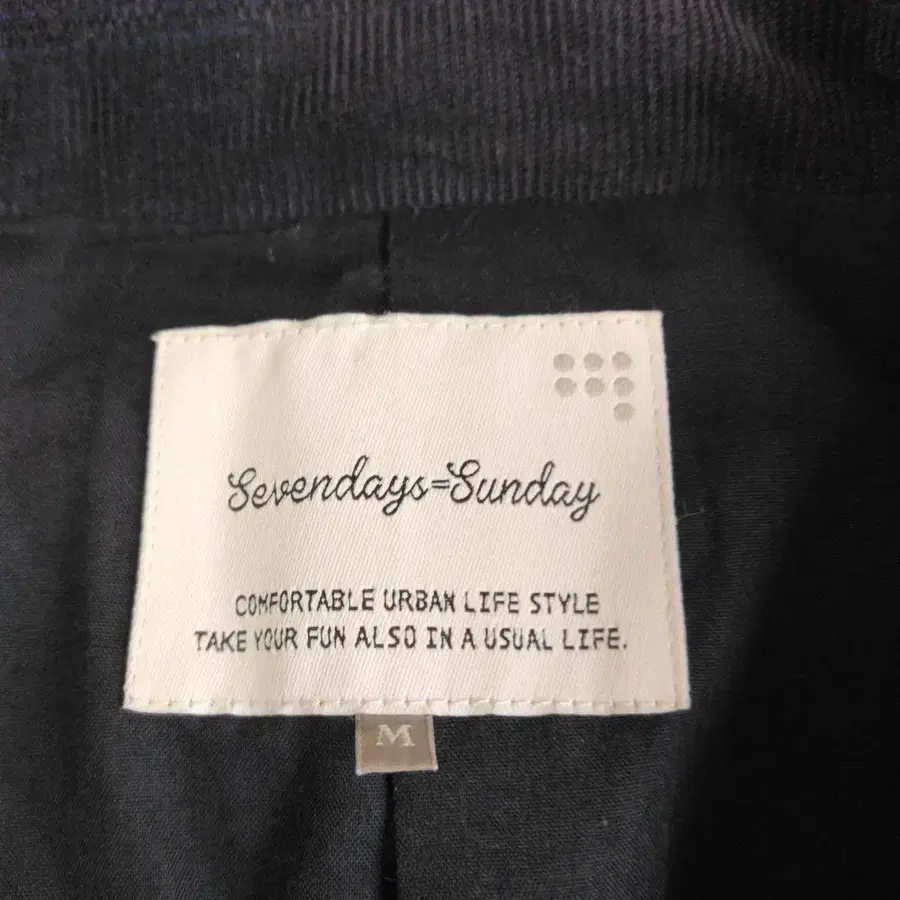 Sevendays=Sunday
COMFORTABLE URBAN LIFE STYLE
TAKE YOUR FUN ALSO IN A USUAL LIFE.
M